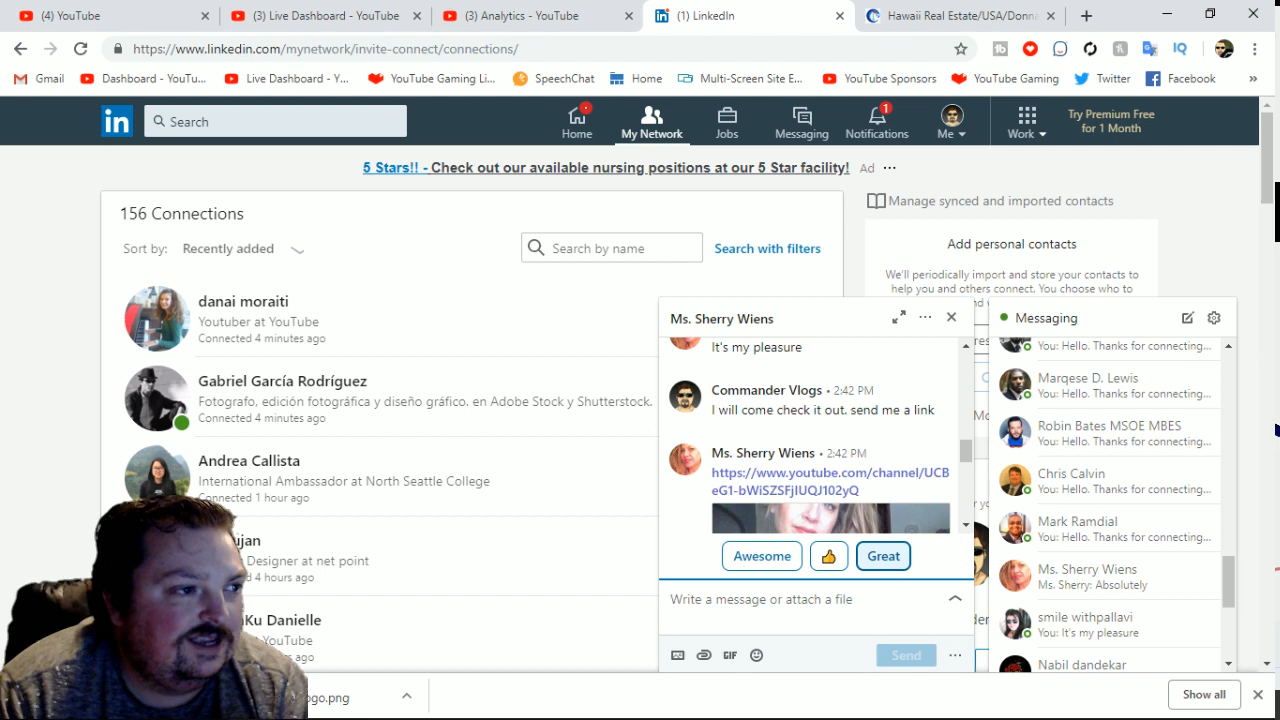 (4) YouTube
(3) Live Dashboard - YouTube
(3) Analytics - YouTube
(1) LinkedIn
Hawaii Real Estate/USA/Donna
https://www.linkedin.com/mynetwork/invite-connect/connections/
IQ
Gmail
Dashboard - YouTu...
Live Dashboard - Y...
YouTube Gaming Li...
SpeechChat
Home
Multi-Screen Site E...
YouTube Sponsors
YouTube Gaming
Twitter
Facebook
in
Search
Home
My Network
Jobs
Messaging
1
Notifications
Me
Work
Try Premium Free
for 1 Month
5 Stars!! - Check out our available nursing positions at our 5 Star facility! Ad ...
156 Connections
Sort by: Recently added
Search by name
Search with filters
danai moraiti
Youtuber at YouTube
Connected 4 minutes ago
Gabriel García Rodríguez
Fotografo, edición fotográfica y diseño gráfico. en Adobe Stock y Shutterstock.
Connected 4 minutes ago
Andrea Callista
International Ambassador at North Seattle College
Connected 1 hour ago
ujan
Designer at net point
ed 4 hours ago
Ku Danielle
at YouTube
ogo.png
Manage synced and imported contacts
Add personal contacts
We'll periodically import and store your contacts to
help you and others connect. You choose who to
Ms. Sherry Wiens
It's my pleasure
Commander Vlogs • 2:42 PM
I will come check it out. send me a link
Ms. Sherry Wiens • 2:42 PM
https://www.youtube.com/channel/UCB
eG1-bWiSZSFjIUQJ102yQ
Awesome
Great
Write a message or attach a file
GIF
Send
Messaging
You: Hello. Thanks for connecting...
Marqese D. Lewis
You: Hello. Thanks for connecting...
Robin Bates MSOE MBES
You: Hello. Thanks for connecting...
Chris Calvin
You: Hello. Thanks for connecting...
Mark Ramdial
You: Hello. Thanks for connecting...
Ms. Sherry Wiens
Ms. Sherry: Absolutely
smile withpallavi
You: It's my pleasure
Nabil dandekar
Show all